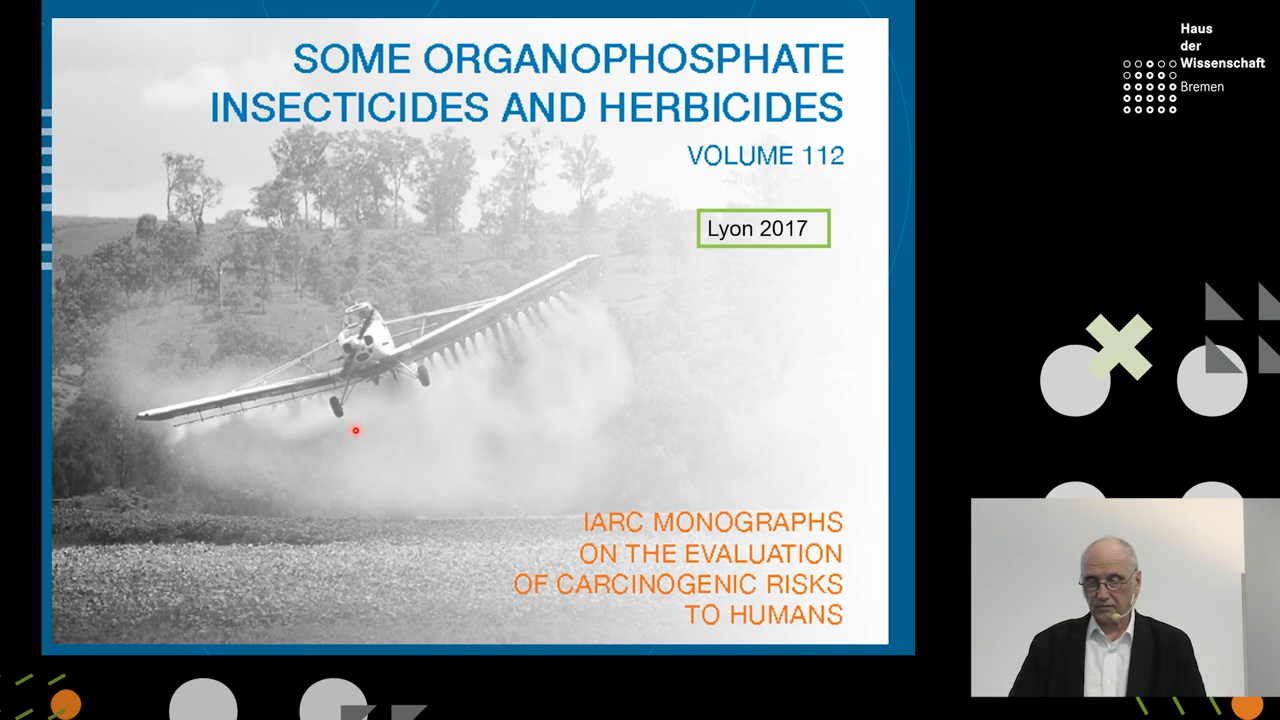 SOME ORGANOPHOSPHATE
INSECTICIDES AND HERBICIDES
VOLUME 112
Lyon 2017
IARC MONOGRAPHS
ON THE EVALUATION
OF CARCINOGENIC RISKS
TO HUMANS
Haus
der
Wissenschaft
Bremen